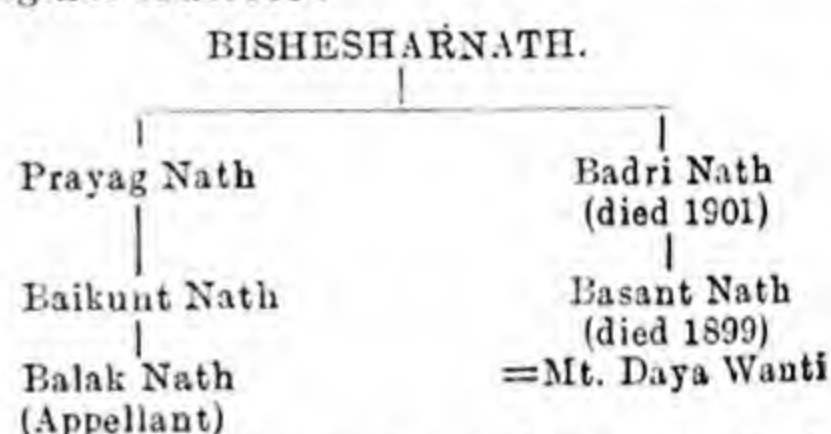 BISHESHARNATH.
Prayag Nath
Badri Nath
(died 1901)
Baikunt Nath
Basant Nath
(died 1899)
Balak Nath
=Mt. Daya Wanti
(Appellant)